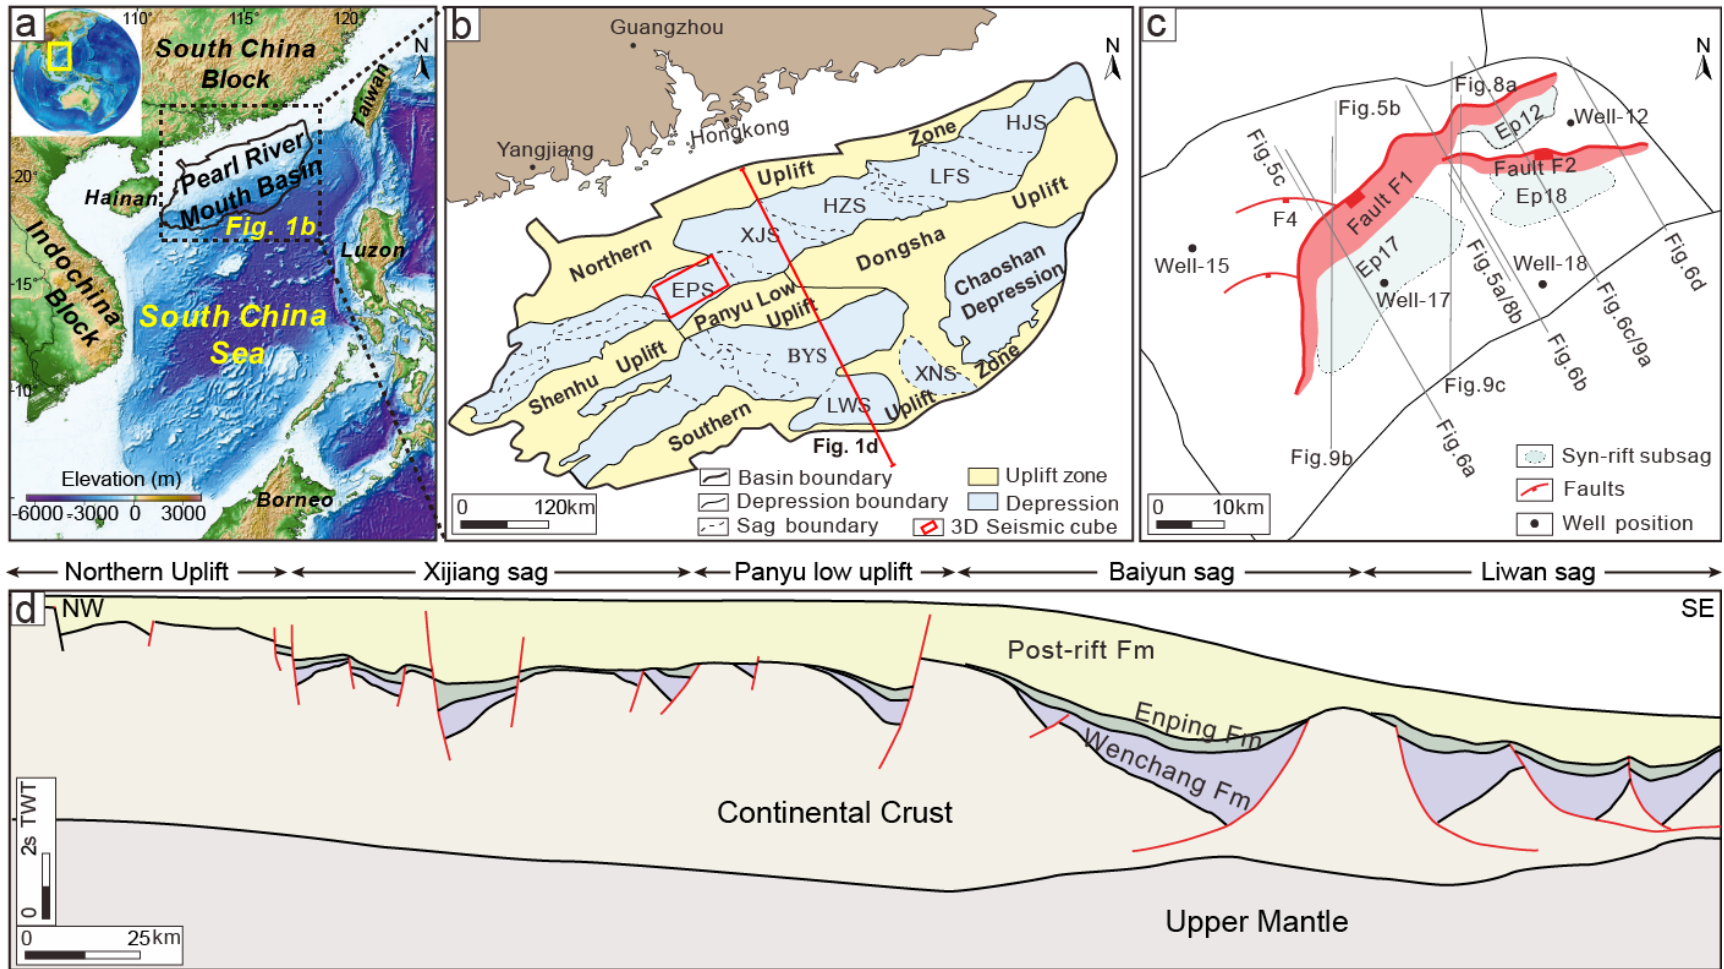 a
110°
115°
120°
N
South China
Block
Taiwan
Pearl River
Mouth Basin
20°
Hainan
Fig. 1b
Luzon
Indochina
Block
15°
South China
Sea
10°
Elevation (m)
-6000 -3000 0 3000
Borneo
b
Guangzhou
N
Hongkong
Yangjiang
Zone
HJS
Uplift
LFS
Uplift
HZS
XJS
Northern
Dongsha
EPS
Chaoshan
Depression
Panyu Low
Uplift
BYS
Uplift
XNS
Zone
Shenhu
LWS
Uplift
Southern
Fig. 1d
Basin boundary
Uplift zone
0 120km
Depression boundary
Depression
Sag boundary
3D Seismic cube
c
N
Fig.8a
Fig.5b
Ep12
Well-12
Fig.5c
Fig.6d
Fault F2
Fault F1
Ep18
F4
Ep17
Well-15
Well-18
Well-17
Fig.5a/8b
Fig.6c/9a
Fig.6b
Fig.9c
Fig.6a
Fig.9b
Syn-rift subsag
Faults
0 10km
Well position
Northern Uplift
Xijiang sag
Panyu low uplift
Baiyun sag
Liwan sag
d
NW
SE
Post-rift Fm
Enping Fm
Wenchang Fm
Continental Crust
0 2s TWT
Upper Mantle
0 25km